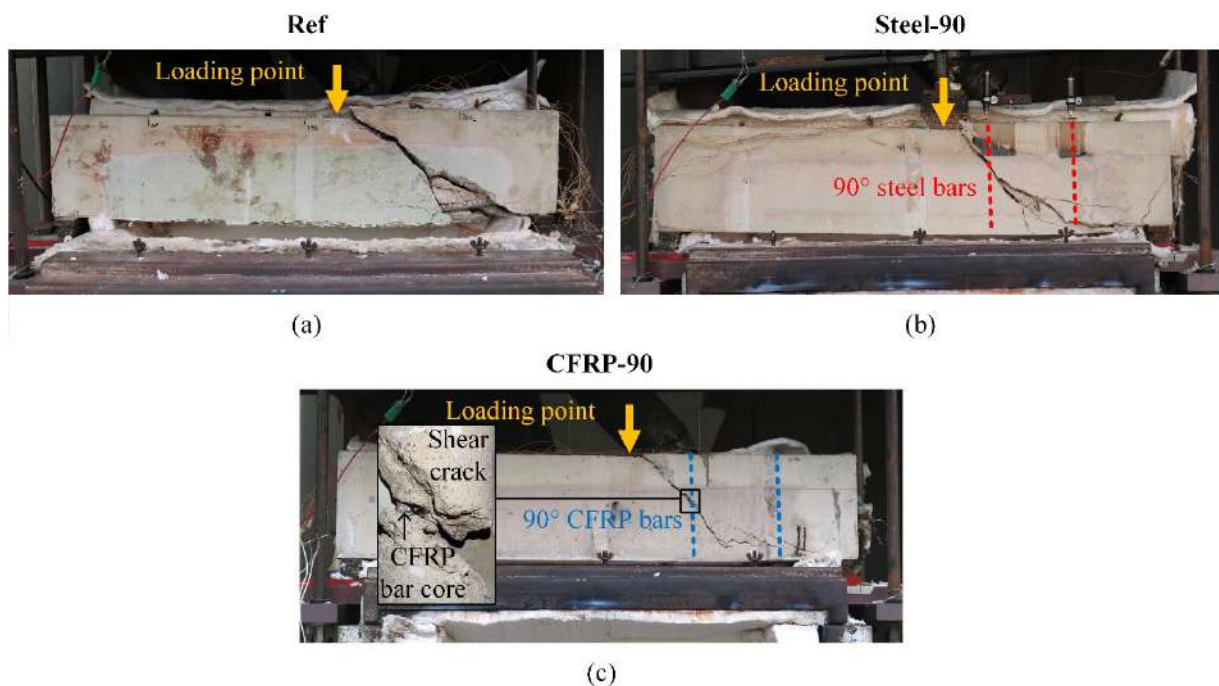 Ref
Loading point
(a)
Steel-90
Loading point
90° steel bars
(b)
CFRP-90
Loading point
Shear
crack
90° CFRP bars
CFRP
bar core
(c)